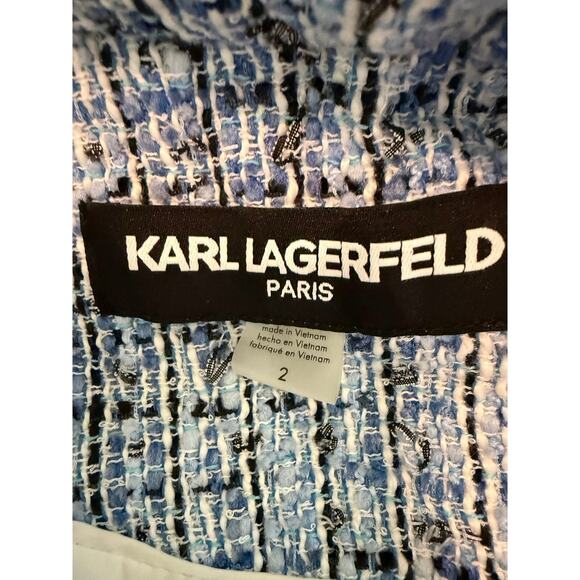 KARL LAGERFELD
PARIS
made in Vietnam
hecho en Vietnam
fabriqué en Vietnam
2